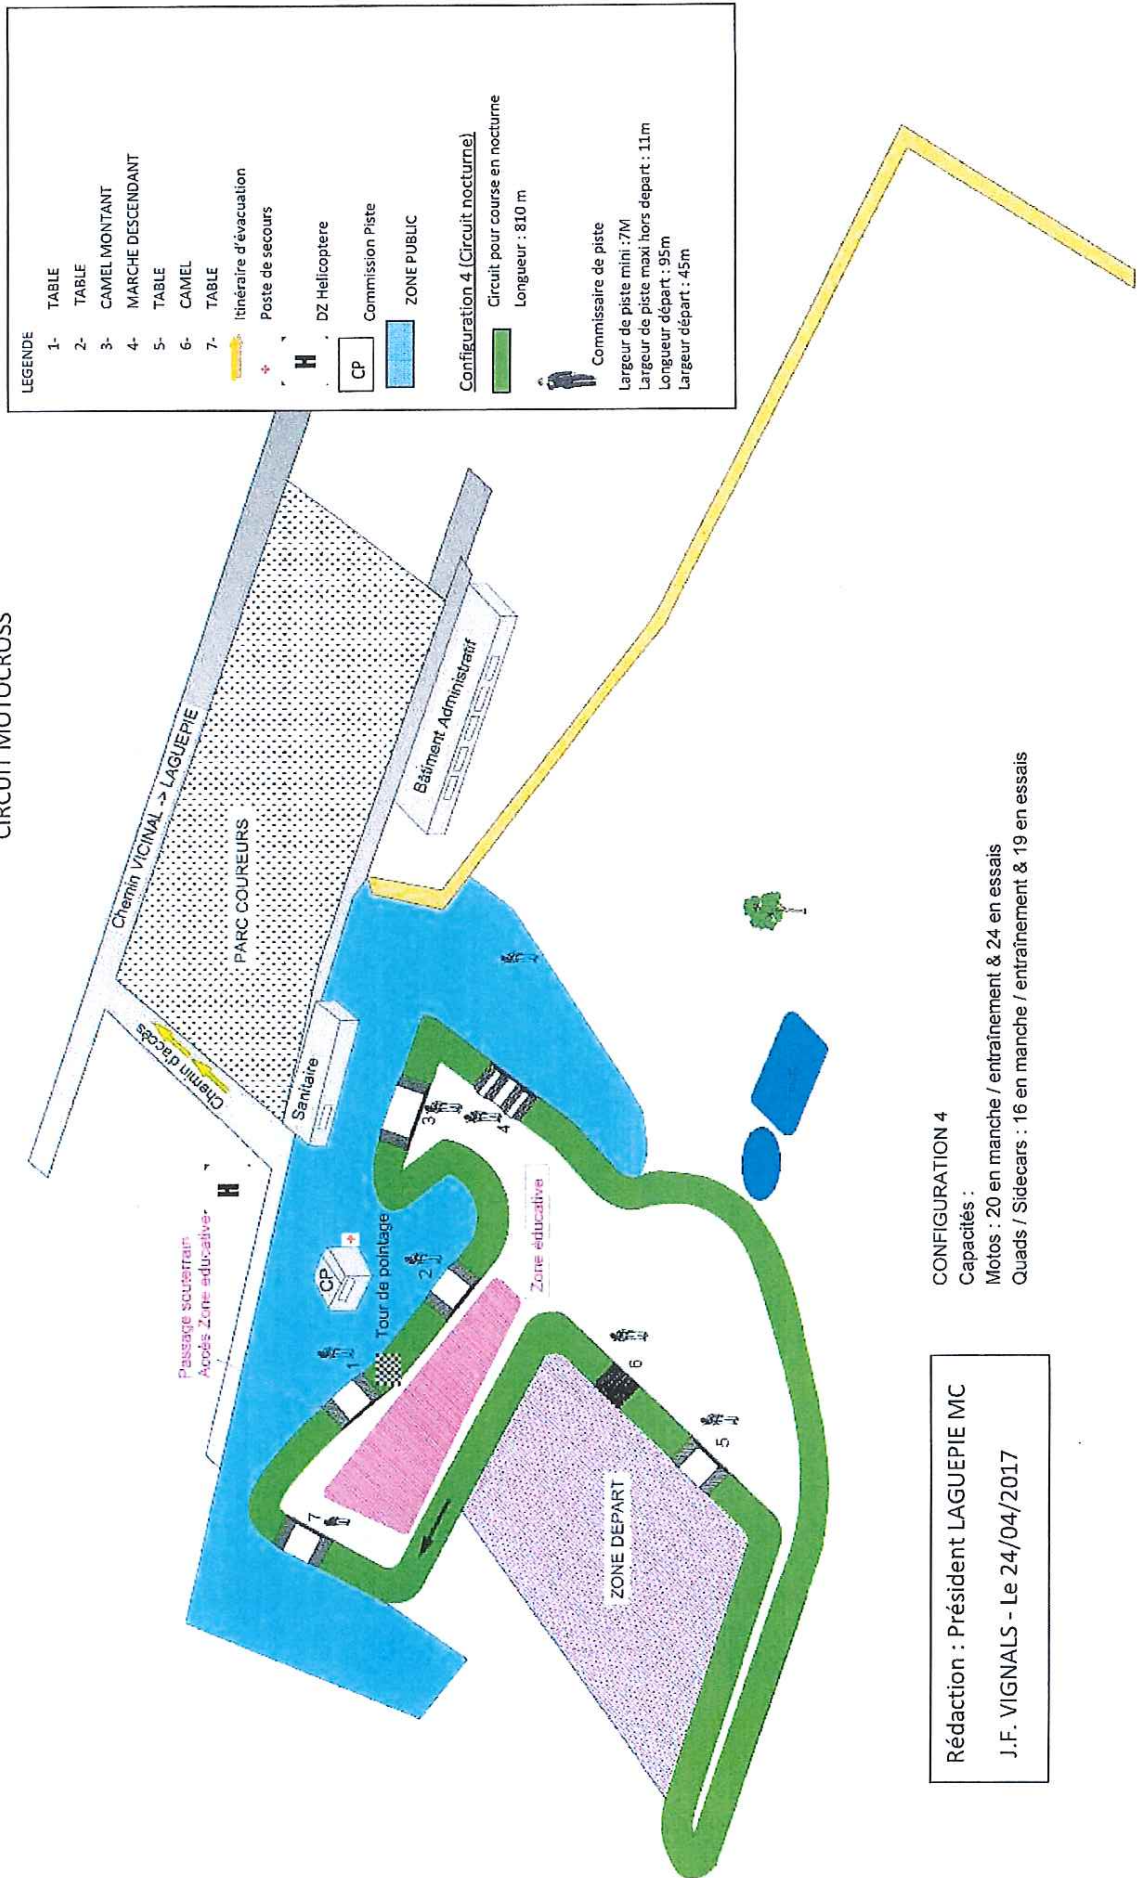 CIRCUIT MOTOCROSS
LEGENDE
1- TABLE
2- TABLE
3- CAMEL MONTANT
4- MARCHE DESCENDANT
5- TABLE
6- CAMEL
7- TABLE
Itinéraire d'évacuation
Poste de secours
H DZ Helicoptere
CP Commission Piste
ZONE PUBLIC
Configuration 4 (Circuit nocturne)
Circuit pour course en nocturne
Longueur : 810 m
Commissaire de piste
Largeur de piste mini :7M
Largeur de piste maxi hors depart : 11m
Longueur départ : 95m
Largeur départ : 45m
Chemin VICINAL -> LAGUEPIE
PARC COUREURS
Chemin d'accès
Sanitaire
Bâtiment Administratif
Passage souterrain
Accès Zone educative
H
CP
Tour de pointage
Zone éducative
ZONE DEPART
1
2
3
4
5
6
7
CONFIGURATION 4
Capacités :
Motos : 20 en manche / entraînement & 24 en essais
Quads / Sidecars : 16 en manche / entraînement & 19 en essais
Rédaction : Président LAGUEPIE MC
J.F. VIGNALS - Le 24/04/2017